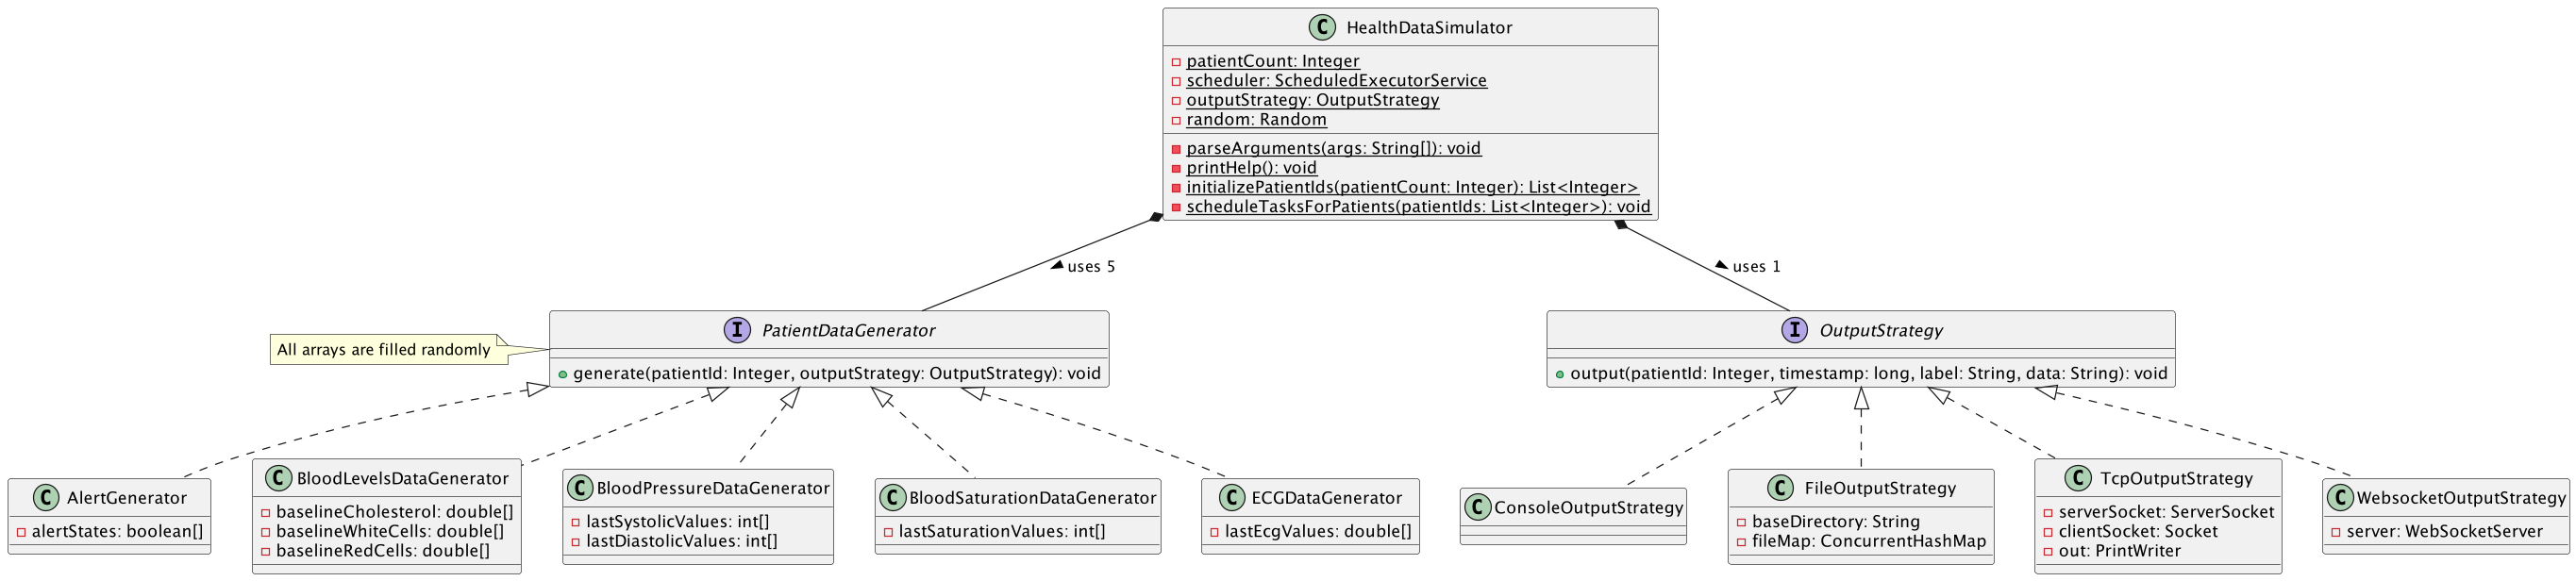 C HealthDataSimulator
patientCount: Integer
scheduler: ScheduledExecutorService
outputStrategy: OutputStrategy
random: Random
parseArguments(args: String[]): void
printHelp(): void
initializePatientIds(patientCount: Integer): List<Integer>
scheduleTasksForPatients(patientIds: List<Integer>): void
uses 5
uses 1
All arrays are filled randomly
I PatientDataGenerator
generate(patientId: Integer, outputStrategy: OutputStrategy): void
I OutputStrategy
output(patientId: Integer, timestamp: long, label: String, data: String): void
C AlertGenerator
alertStates: boolean[]
C BloodLevelsDataGenerator
baselineCholesterol: double[]
baselineWhiteCells: double[]
baselineRedCells: double[]
C BloodPressureDataGenerator
lastSystolicValues: int[]
lastDiastolicValues: int[]
C BloodSaturationDataGenerator
lastSaturationValues: int[]
C ECGDataGenerator
lastEcgValues: double[]
C ConsoleOutputStrategy
C FileOutputStrategy
baseDirectory: String
fileMap: ConcurrentHashMap
C TcpOutputStrategy
serverSocket: ServerSocket
clientSocket: Socket
out: PrintWriter
C WebsocketOutputStrategy
server: WebSocketServer